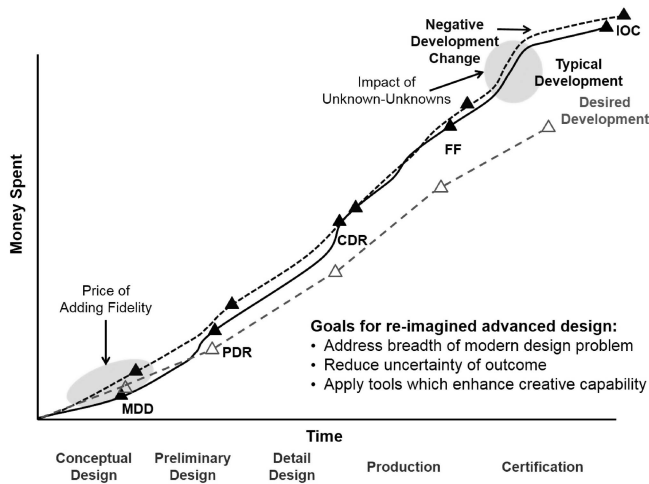 Negative
Development
Change
IOC
Impact of
Unknown-Unknowns
Typical
Development
Desired
Development
FF
Money Spent
CDR
Price of
Adding Fidelity
PDR
MDD
Goals for re-imagined advanced design:
• Address breadth of modern design problem
• Reduce uncertainty of outcome
• Apply tools which enhance creative capability
Time
Conceptual
Design
Preliminary
Design
Detail
Design
Production
Certification